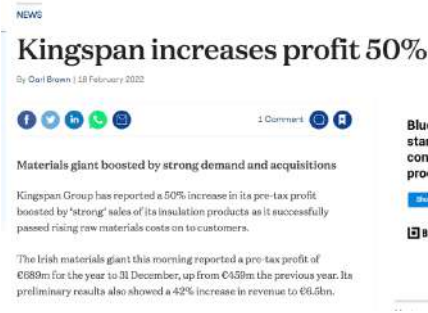 NEWS
Kingspan increases profit 50%
By Carl Brown | 18 February 2022
1 Comment
Materials giant boosted by strong demand and acquisitions
Kingspan Group has reported a 50% increase in its pre-tax profit
boosted by ‘strong’ sales of its insulation products as it successfully
passed rising raw materials costs on to customers.
The Irish materials giant this morning reported a pre-tax profit of
€689m for the year to 31 December, up from €459m the previous year. Its
preliminary results also showed a 42% increase in revenue to €6.5bn.
Blu
star
con
pro